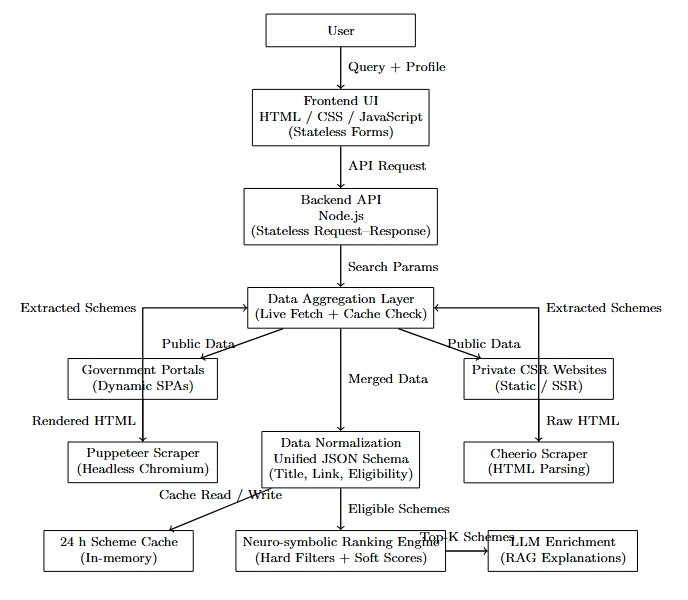 User
Query + Profile
Frontend UI
HTML / CSS / JavaScript
(Stateless Forms)
API Request
Backend API
Node.js
(Stateless Request–Response)
Search Params
Extracted Schemes
Data Aggregation Layer
(Live Fetch + Cache Check)
Extracted Schemes
Public Data
Public Data
Government Portals
(Dynamic SPAs)
Merged Data
Private CSR Websites
(Static / SSR)
Rendered HTML
Raw HTML
Puppeteer Scraper
(Headless Chromium)
Data Normalization
Unified JSON Schema
(Title, Link, Eligibility)
Cheerio Scraper
(HTML Parsing)
Cache Read / Write
Eligible Schemes
24 h Scheme Cache
(In-memory)
Neuro-symbolic Ranking Engine
(Hard Filters + Soft Scores)
Top-K Schemes
LLM Enrichment
(RAG Explanations)